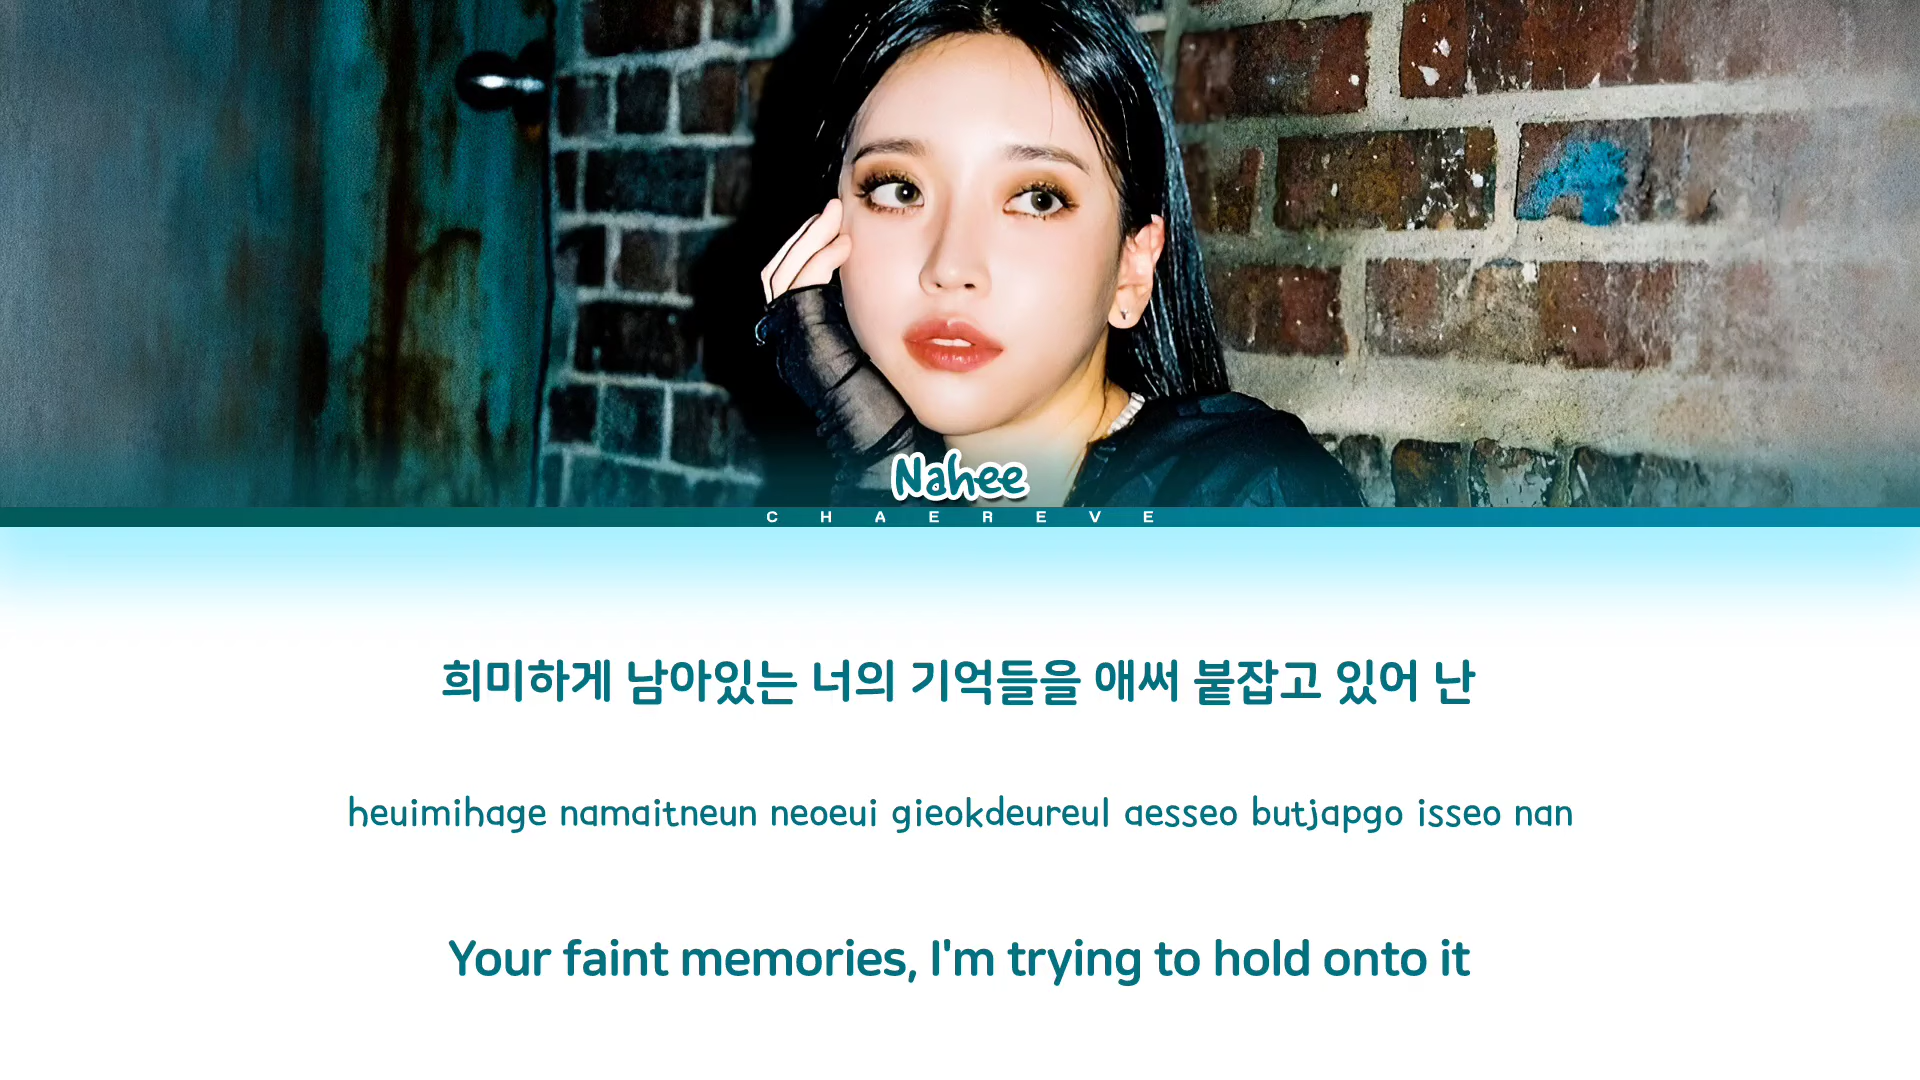 Nahee
CHAEREVE
희미하게 남아있는 너의 기억들을 애써 붙잡고 있어 난
heuimihage namaitneun neoeui gieokdeureul aesseo butjapgo isseo nan
Your faint memories, I'm trying to hold onto it